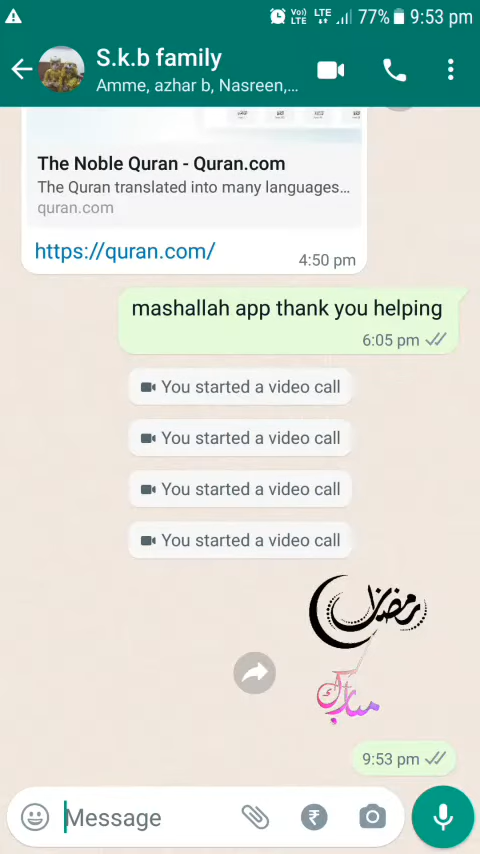 VoLTE LTE 77% 9:53 pm
S.k.b family
Amme, azhar b, Nasreen,...
The Noble Quran - Quran.com
The Quran translated into many languages...
quran.com
https://quran.com/
4:50 pm
mashallah app thank you helping
6:05 pm
You started a video call
You started a video call
You started a video call
You started a video call
رمضان
مبارك
9:53 pm
Message